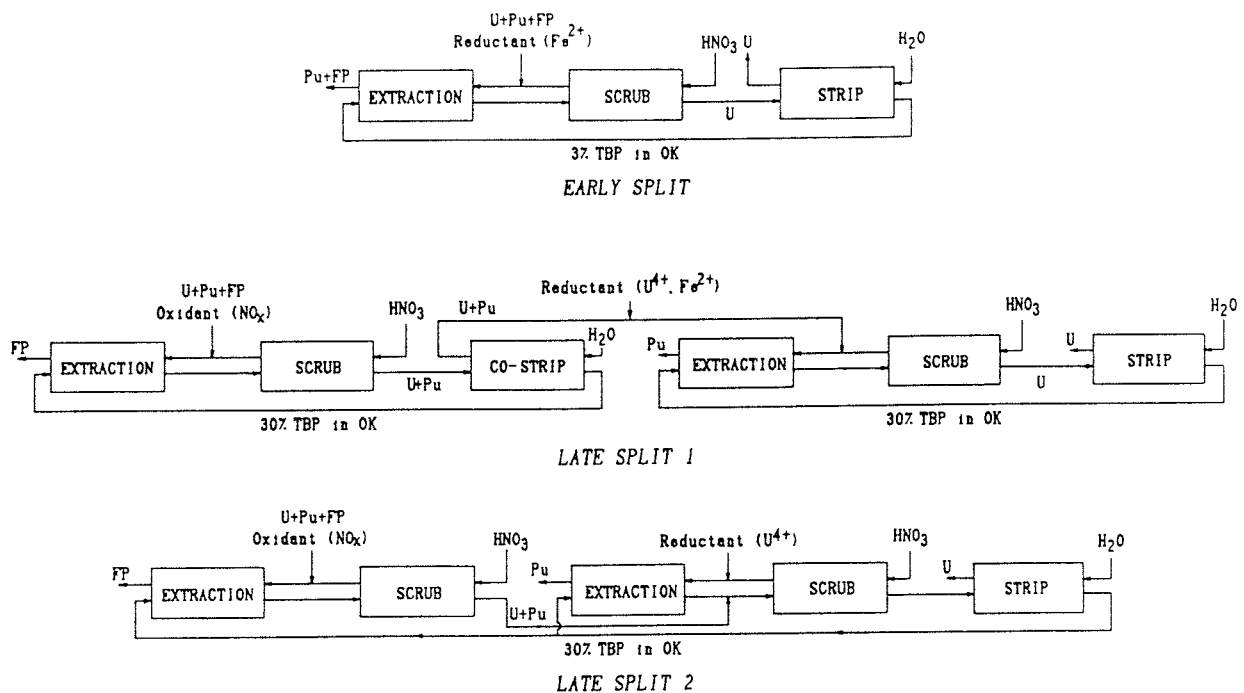 U+Pu+FP
Reductant (Fe2+)
HNO3
U
H2O
Pu+FP
EXTRACTION
SCRUB
STRIP
U
3% TBP in OK
EARLY SPLIT
Reductant (U4+, Fe2+)
U+Pu+FP
Oxidant (NOx)
HNO3
U+Pu
H2O
HNO3
H2O
FP
EXTRACTION
SCRUB
CO-STRIP
Pu
EXTRACTION
SCRUB
U
STRIP
U+Pu
U
30% TBP in OK
30% TBP in OK
LATE SPLIT 1
U+Pu+FP
Oxidant (NOx)
HNO3
Reductant (U4+)
HNO3
H2O
FP
EXTRACTION
SCRUB
Pu
EXTRACTION
SCRUB
U
STRIP
U+Pu
30% TBP in OK
LATE SPLIT 2